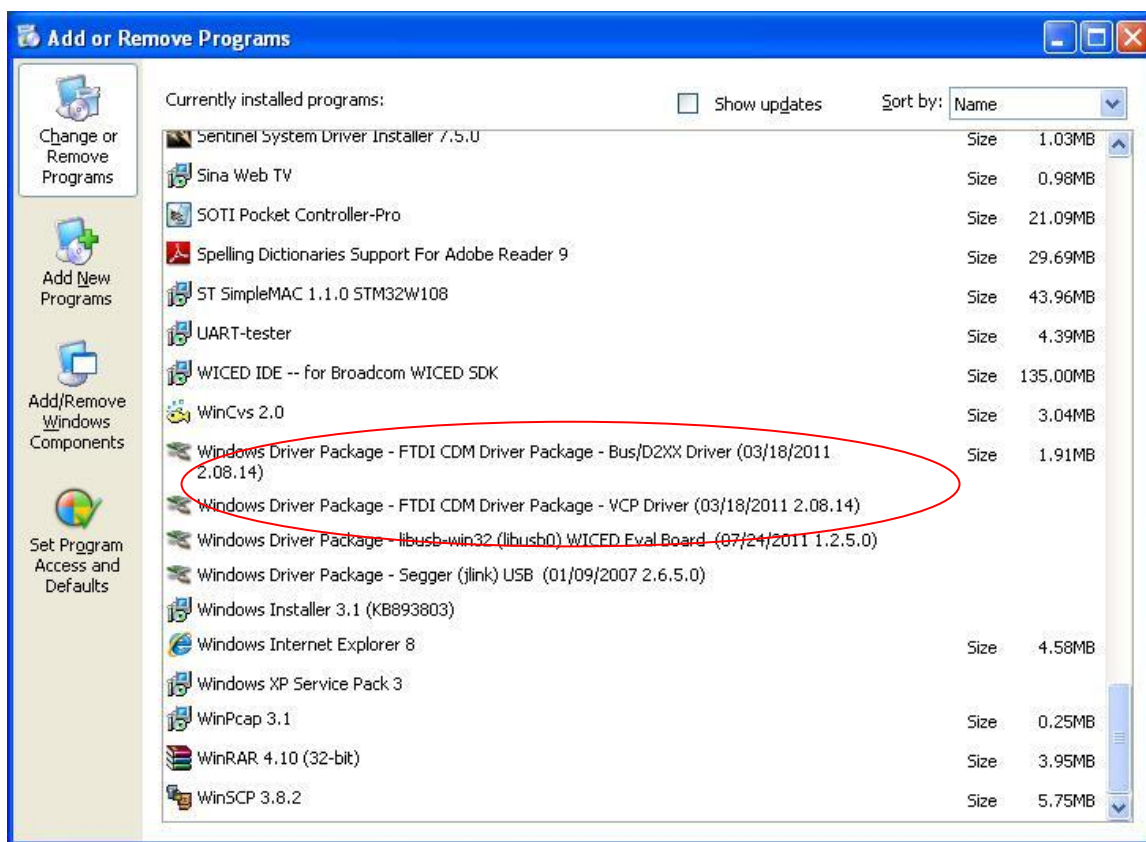 Add or Remove Programs
Change or
Remove
Programs
Add New
Programs
Add/Remove
Windows
Components
Set Program
Access and
Defaults
Currently installed programs:
Show updates
Sort by: Name
Sentinel System Driver Installer 7.5.0 Size 1.03MB
Sina Web TV Size 0.98MB
SOTI Pocket Controller-Pro Size 21.09MB
Spelling Dictionaries Support For Adobe Reader 9 Size 29.69MB
ST SimpleMAC 1.1.0 STM32W108 Size 43.96MB
UART-tester Size 4.39MB
WICED IDE -- for Broadcom WICED SDK Size 135.00MB
WinCvs 2.0 Size 3.04MB
Windows Driver Package - FTDI CDM Driver Package - Bus/D2XX Driver (03/18/2011 Size 1.91MB
2.08.14)
Windows Driver Package - FTDI CDM Driver Package - VCP Driver (03/18/2011 2.08.14)
Windows Driver Package - libusb-win32 (libusb0) WICED Eval Board (07/24/2011 1.2.5.0)
Windows Driver Package - Segger (jlink) USB (01/09/2007 2.6.5.0)
Windows Installer 3.1 (KB893803)
Windows Internet Explorer 8 Size 4.58MB
Windows XP Service Pack 3
WinPcap 3.1 Size 0.25MB
WinRAR 4.10 (32-bit) Size 3.95MB
WinSCP 3.8.2 Size 5.75MB